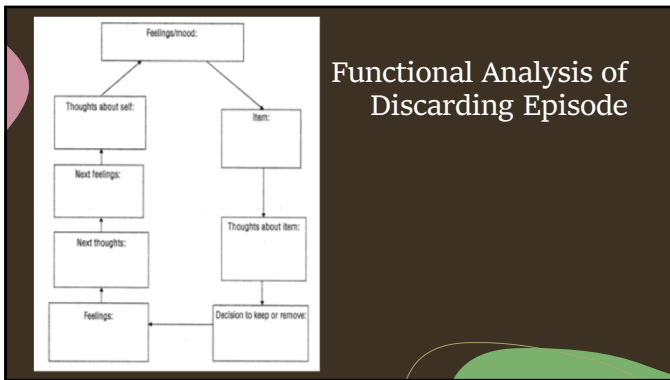 Functional Analysis of
Discarding Episode
Feelings/mood:
Item:
Thoughts about item:
Decision to keep or remove:
Feelings:
Next thoughts:
Next feelings:
Thoughts about self: